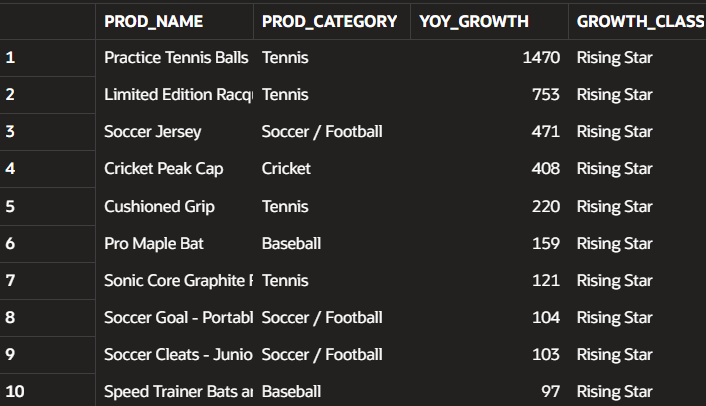 PROD_NAME PROD_CATEGORY YOY_GROWTH GROWTH_CLASS
1 Practice Tennis Balls Tennis 1470 Rising Star
2 Limited Edition Tennis 753 Rising Star
3 Soccer Jersey Soccer / Football 471 Rising Star
4 Cricket Peak Cap Cricket 408 Rising Star
5 Cushioned Grip Tennis 220 Rising Star
6 Pro Maple Bat Baseball 159 Rising Star
7 Sonic Core Graphite Tennis 121 Rising Star
8 Soccer Goal - Soccer / Football 104 Rising Star
9 Soccer Cleats - Junio Soccer / Football 103 Rising Star
10 Speed Trainer Bats Baseball 97 Rising Star